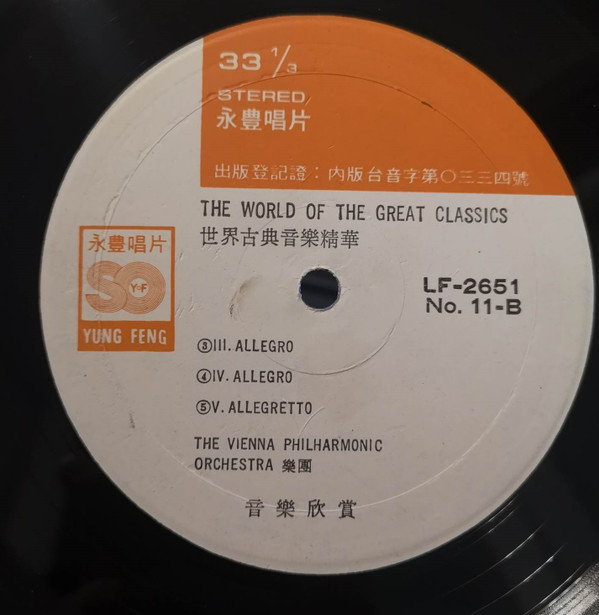 33 1/3
STERED
永豐唱片
出版登記證：內版台音字第〇三三四號
THE WORLD OF THE GREAT CLASSICS
世界古典音樂精華
永豐唱片
YF
YUNG FENG
LF-2651
No. 11-B
③III. ALLEGRO
④IV. ALLEGRO
⑤V. ALLEGRETTO
THE VIENNA PHILHARMONIC
ORCHESTRA 樂團
音樂欣賞